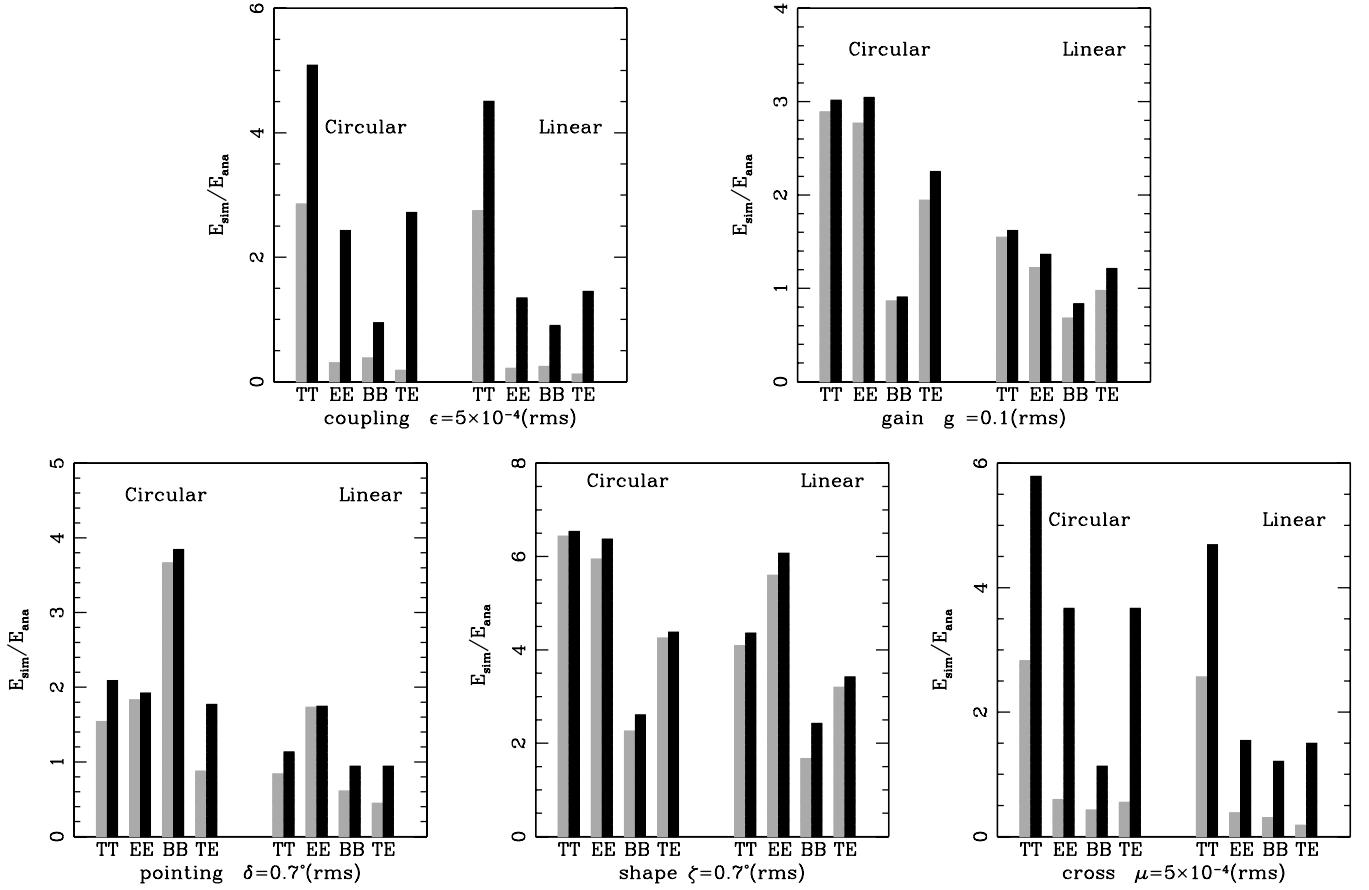 6
4
2
0
E_sim/E_ana
Circular
Linear
TT EE BB TE TT EE BB TE
coupling ϵ=5×10⁻⁴(rms)
4
3
2
1
0
E_sim/E_ana
Circular
Linear
TT EE BB TE TT EE BB TE
gain g =0.1(rms)
5
4
3
2
1
0
E_sim/E_ana
Circular
Linear
TT EE BB TE TT EE BB TE
pointing δ=0.7°(rms)
8
6
4
2
0
E_sim/E_ana
Circular
Linear
TT EE BB TE TT EE BB TE
shape ζ=0.7°(rms)
6
4
2
0
E_sim/E_ana
Circular
Linear
TT EE BB TE TT EE BB TE
cross μ=5×10⁻⁴(rms)